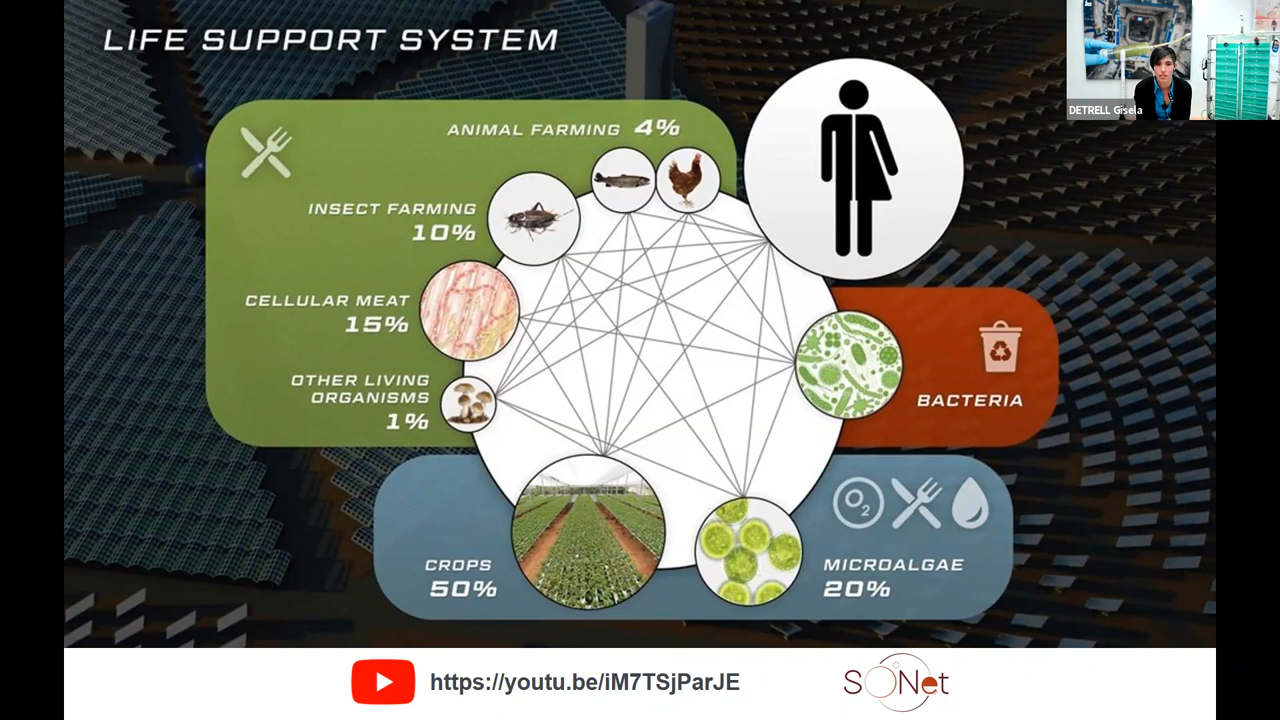 LIFE SUPPORT SYSTEM
DETRELL Gisela
ANIMAL FARMING 4%
INSECT FARMING
10%
CELLULAR MEAT
15%
OTHER LIVING
ORGANISMS
1%
BACTERIA
O2
CROPS
50%
MICROALGAE
20%
https://youtu.be/iM7TSjParJE
SONet